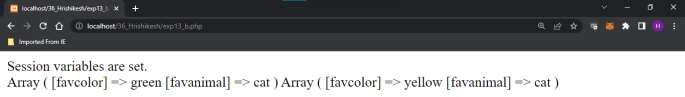 localhost/36_Hrishikesh/exp13_b
localhost/36_Hrishikesh/exp13_b.php
Imported From IE
Session variables are set.
Array ( [favcolor] => green [favanimal] => cat ) Array ( [favcolor] => yellow [favanimal] => cat )